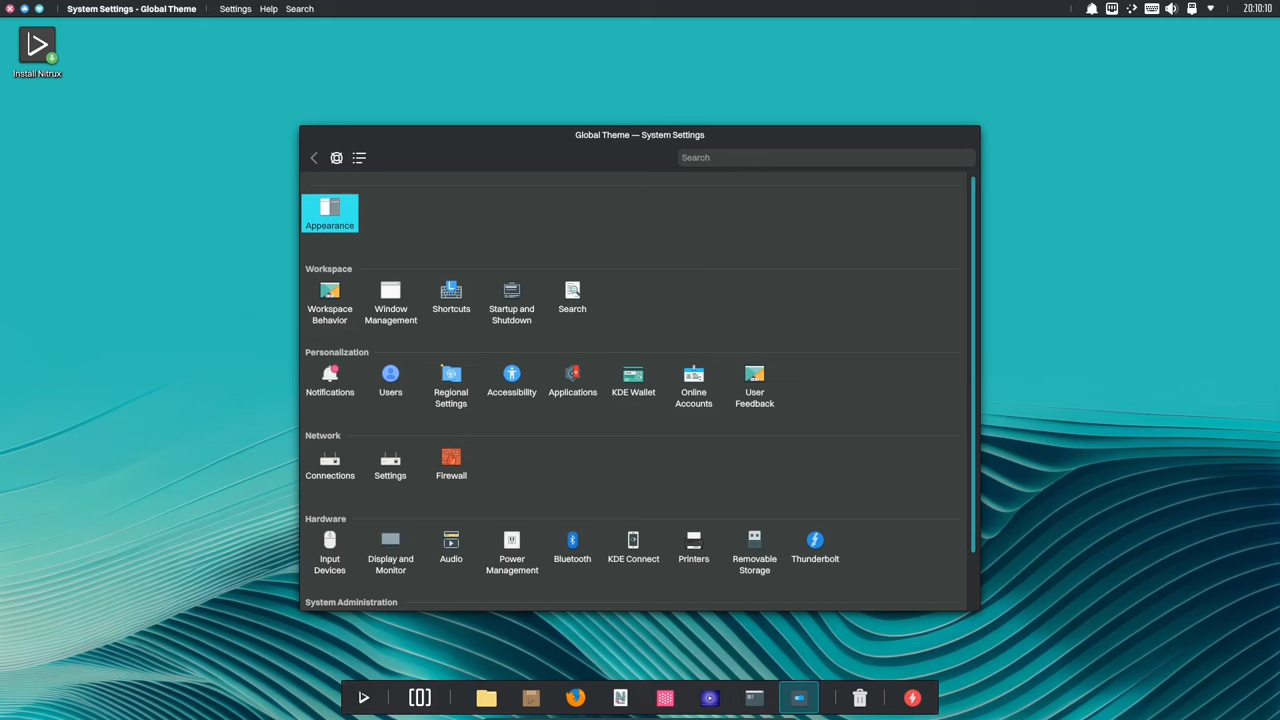 System Settings - Global Theme Settings Help Search 20:10:10
Install Nitrux
Global Theme — System Settings
Search
Appearance
Workspace
Workspace Behavior
Window Management
Shortcuts
Startup and Shutdown
Search
Personalization
Notifications
Users
Regional Settings
Accessibility
Applications
KDE Wallet
Online Accounts
User Feedback
Network
Connections
Settings
Firewall
Hardware
Input Devices
Display and Monitor
Audio
Power Management
Bluetooth
KDE Connect
Printers
Removable Storage
Thunderbolt
System Administration